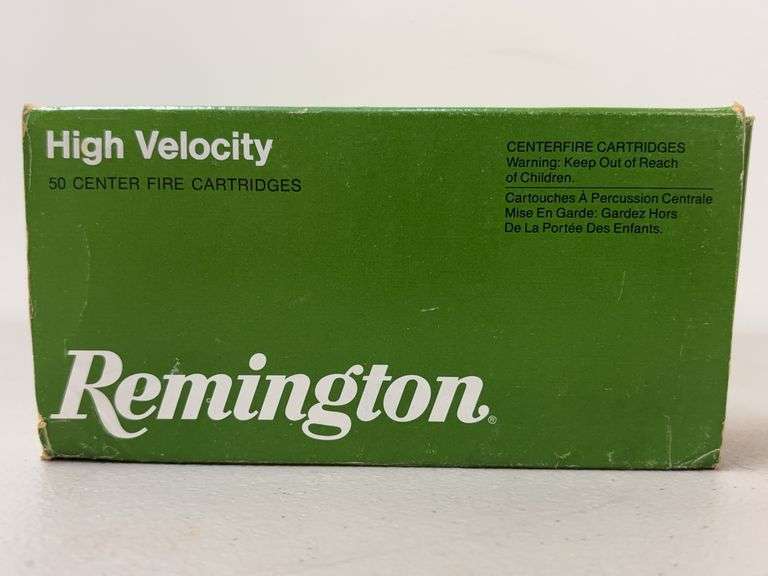 High Velocity
50 CENTER FIRE CARTRIDGES
CENTERFIRE CARTRIDGES
Warning: Keep Out of Reach
of Children.
Cartouches À Percussion Centrale
Mise En Garde: Gardez Hors
De La Portée Des Enfants.
Remington®